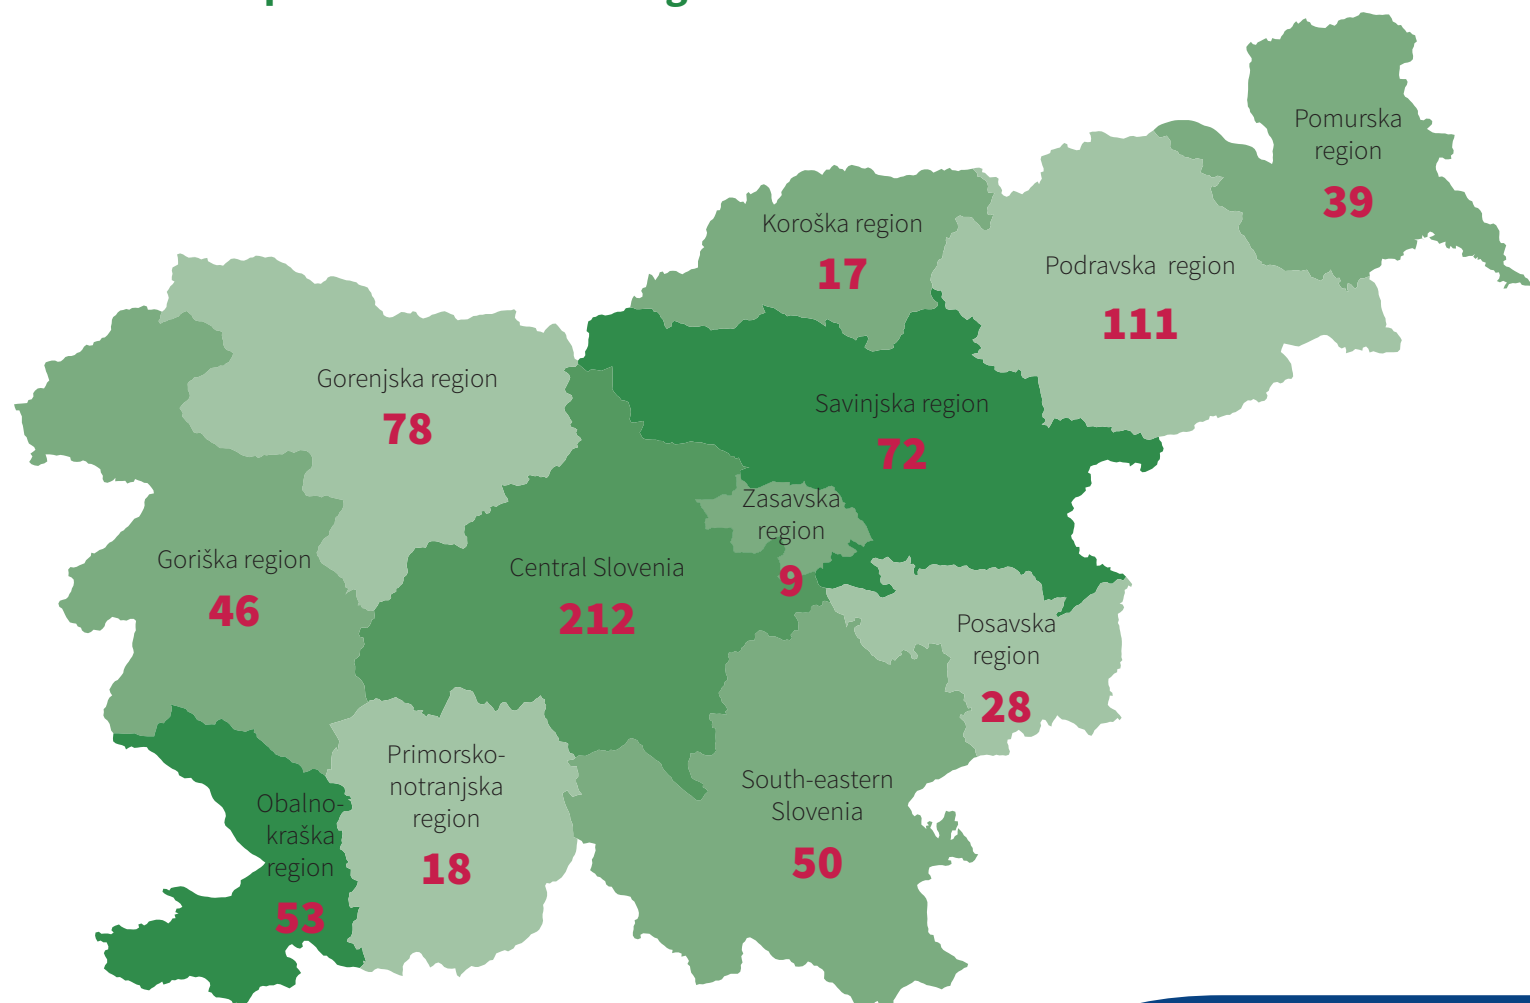 Pomurska
region
39
Koroška region
17
Podravska region
111
Gorenjska region
78
Savinjska region
72
Zasavska
region
9
Goriška region
46
Central Slovenia
212
Posavska
region
28
Primorsko-
notranjska
region
18
South-eastern
Slovenia
50
Obalno-
kraška
region
53